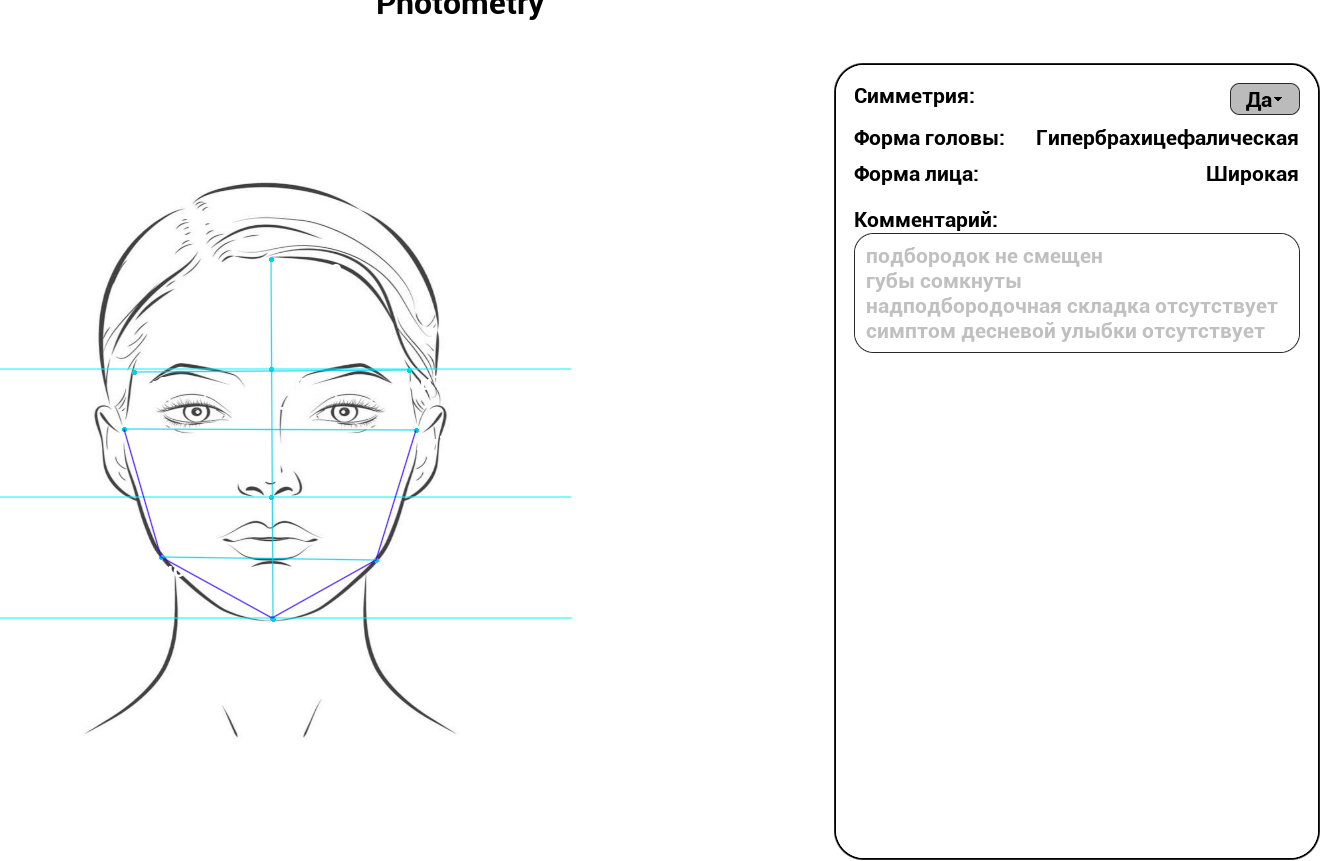 Photometry
Симметрия: Да
Форма головы: Гипербрахицефалическая
Форма лица: Широкая
Комментарий:
подбородок не смещен
губы сомкнуты
надподбородочная складка отсутствует
симптом десневой улыбки отсутствует